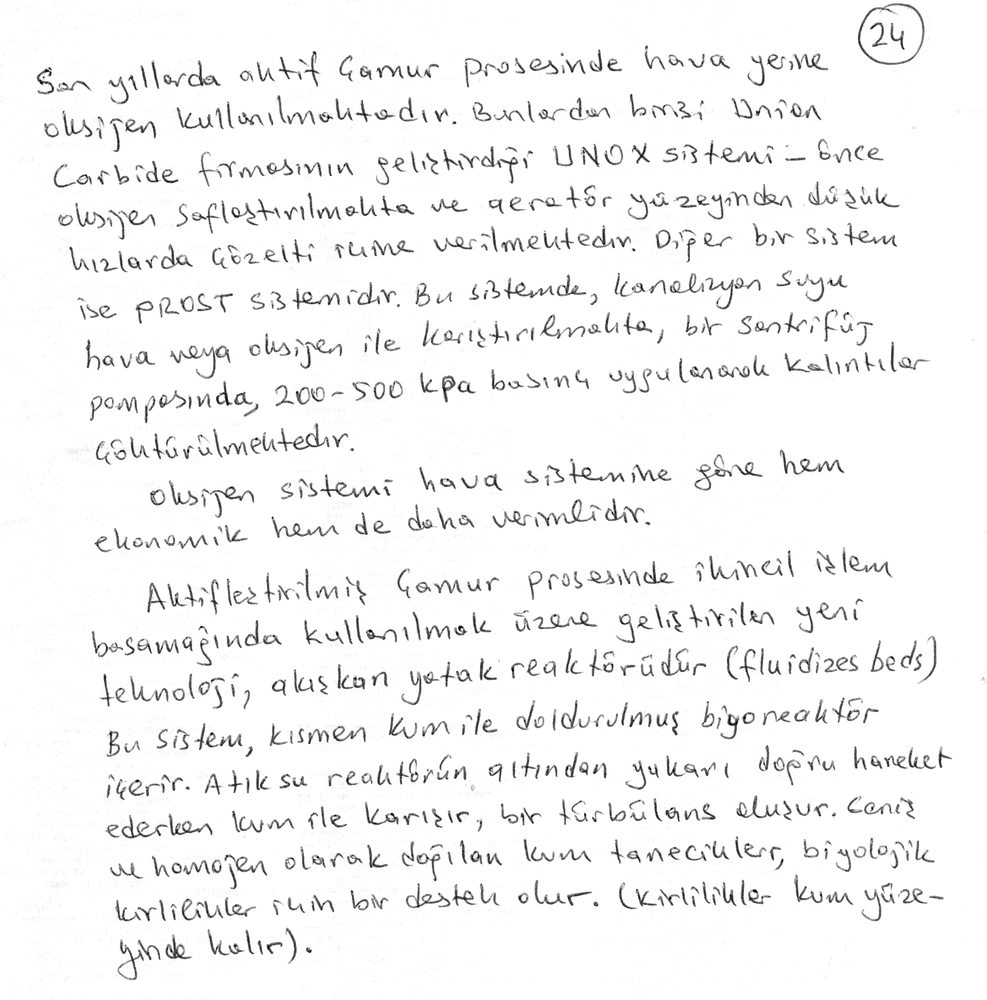 24
Son yıllarda aktif çamur prosesinde hava yerine
oksijen kullanılmaktadır. Bunlardan birisi Union
Carbide firmasının geliştirdiği UNOX sistemi - önce
oksijen saflaştırılmakta ve aeratör yüzeyinden düşük
hızlarda çözelti içine verilmektedir. Diğer bir sistem
ise PROST sistemidir. Bu sistemde, kanalizyon suyu
hava veya oksijen ile karıştırılmakta, bir santrifüj
pompasında, 200-500 kpa basınç uygulanarak kalıntılar
çöktürülmektedir.
Oksijen sistemi hava sistemine göre hem
ekonomik hem de daha verimlidir.
Aktifleştirilmiş çamur prosesinde ikincil işlem
basamağında kullanılmak üzere geliştirilen yeni
teknoloji, akışkan yatak reaktörüdür (fluidizes beds)
Bu sistem, kısmen kum ile doldurulmuş biyoreaktör
içerir. Atık su reaktörün altından yukarı doğru hareket
ederken kum ile karışır, bir türbülans oluşur. Geniş
ve homojen olarak dağılan kum tanecikleri, biyolojik
kirlilikler için bir destek olur. (Kirlilikler kum yüze-
yinde kalır).